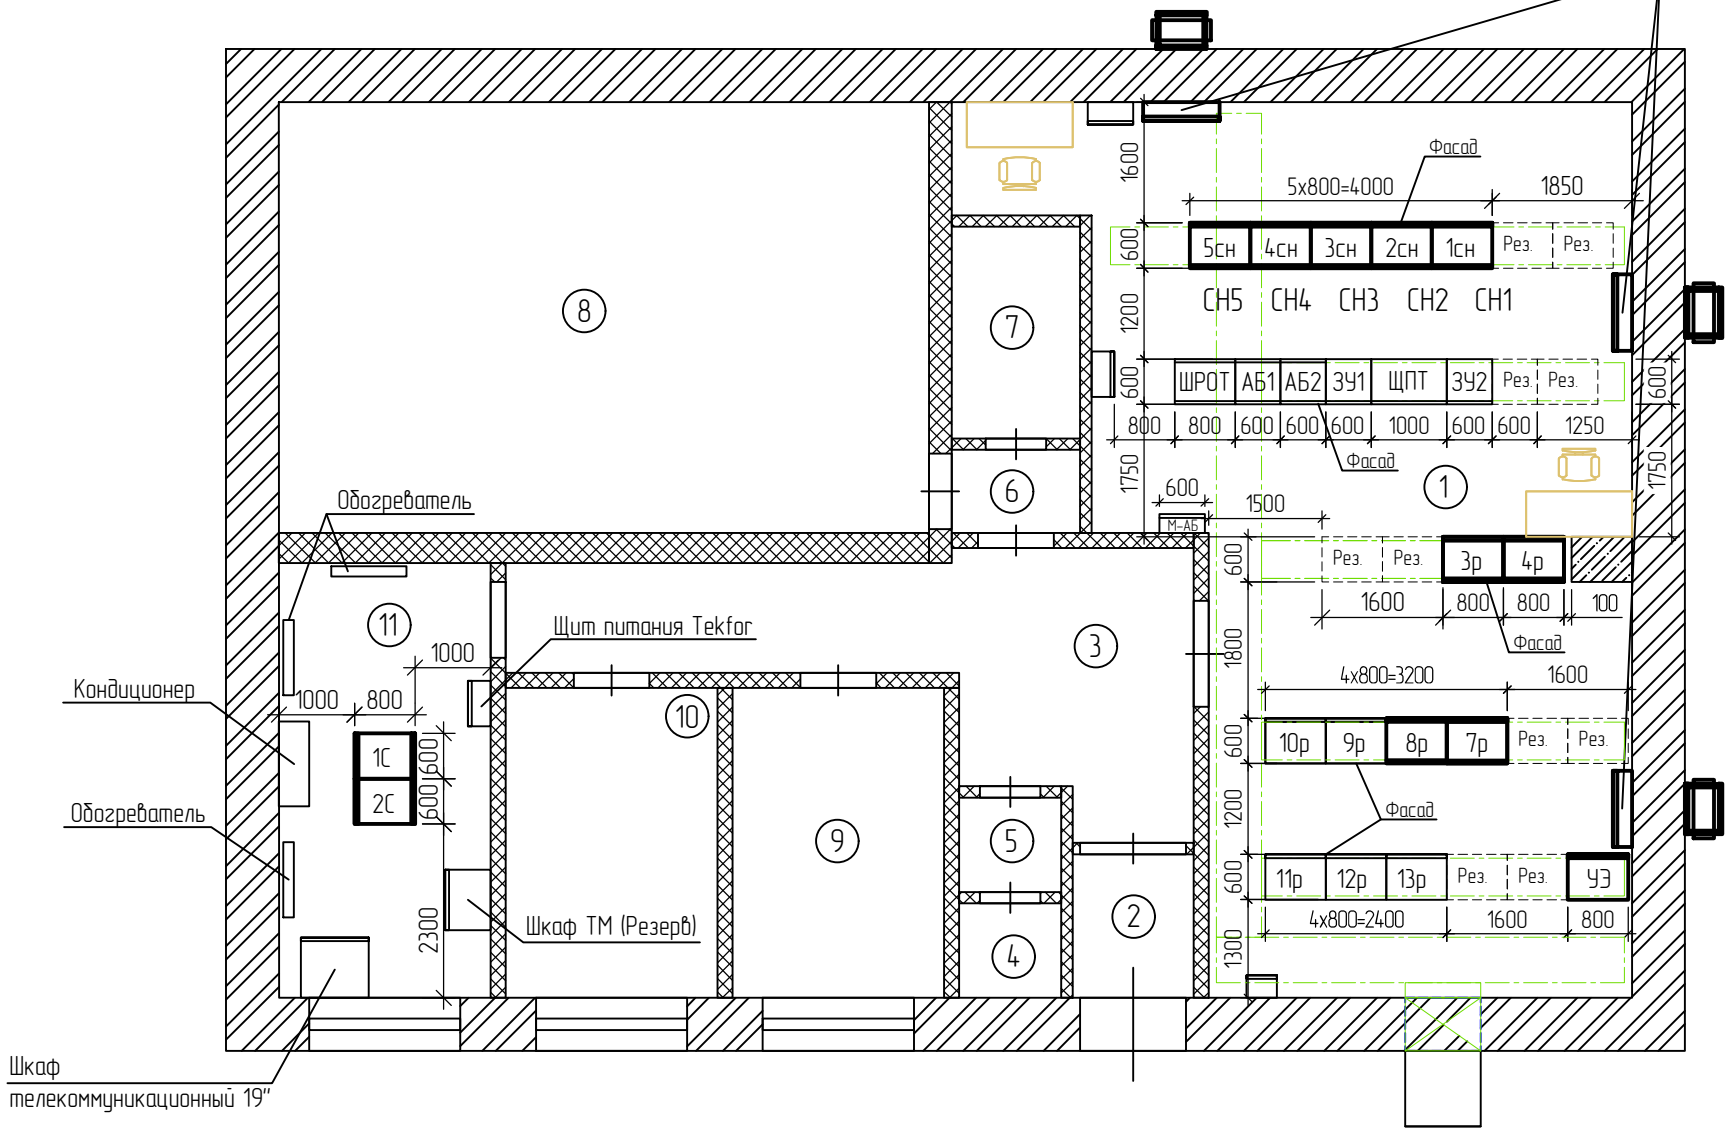 Фасад
1600
5х800=4000
1850
600
5сн
4сн
3сн
2сн
1сн
Рез.
Рез.
8
7
1200
СН5
СН4
СН3
СН2
СН1
600
ШРОТ
АБ1
АБ2
ЗУ1
ЩПТ
ЗУ2
Рез.
Рез.
600
800
800
600
600
600
1000
600
600
1250
Фасад
1750
1750
6
600
1500
1
Обогреватель
М-АБ
600
Рез.
Рез.
3р
4р
1600
800
800
100
Фасад
11
Щит питания Tekfor
3
1800
1000
4х800=3200
1600
Кондиционер
1000
800
10
600
10р
9р
8р
7р
Рез.
Рез.
1С
600
2С
600
Обогреватель
1200
Фасад
9
5
600
11р
12р
13р
Рез.
Рез.
УЭ
2300
Шкаф ТМ (Резерв)
2
4х800=2400
1600
800
4
1300
Шкаф
телекоммуникационный 19"